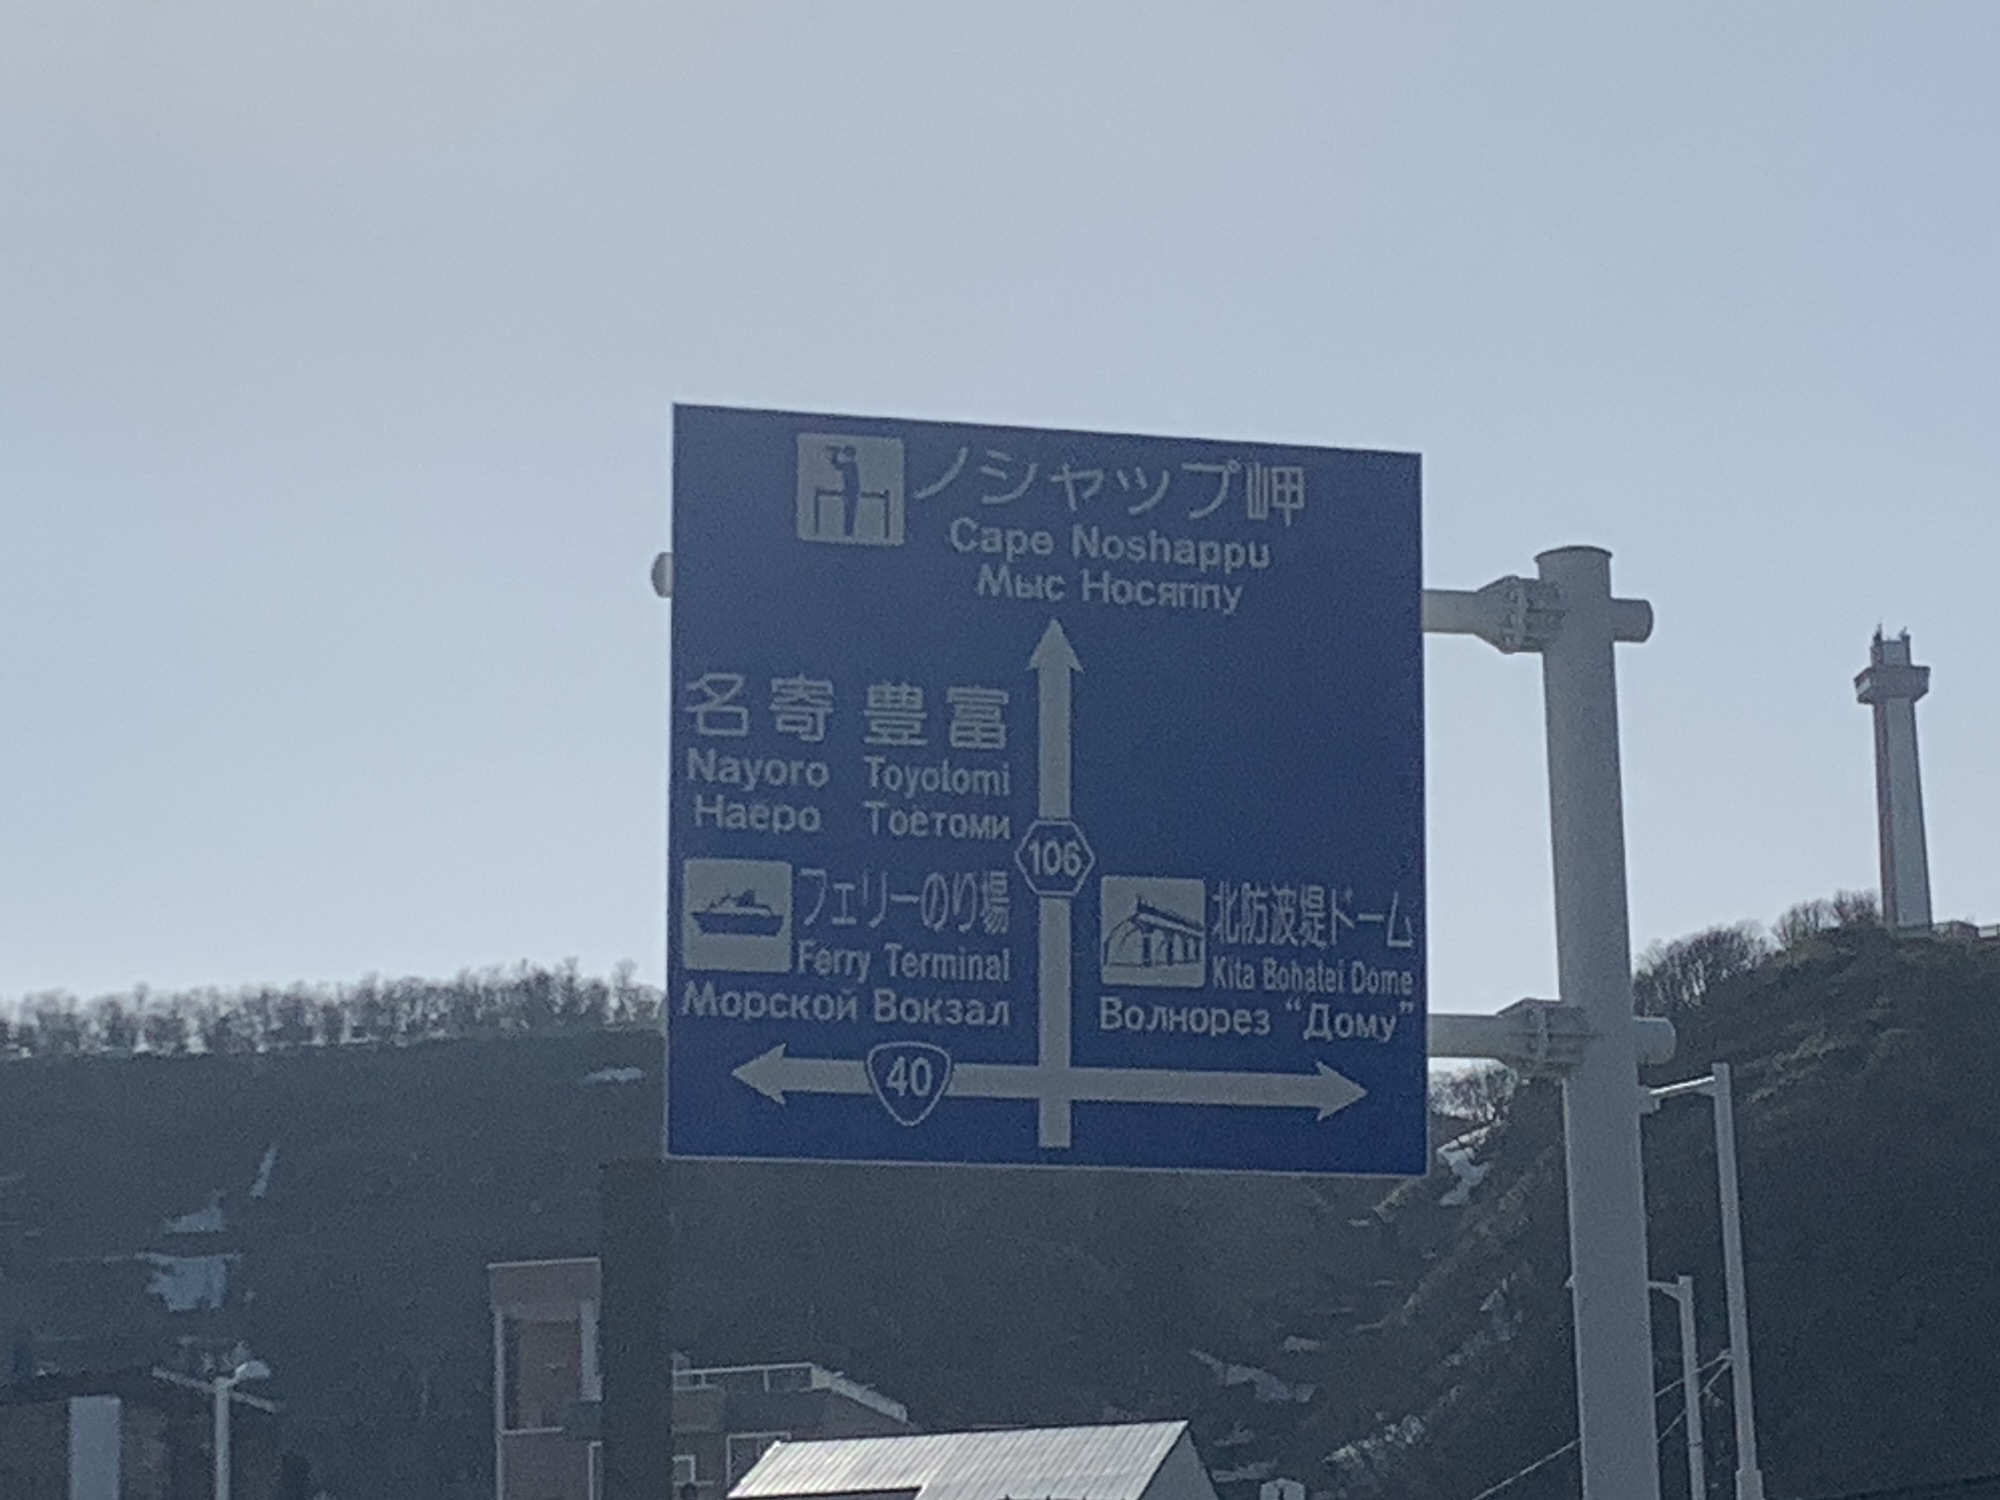 ノシャップ岬
Cape Noshappu
Мыс Носяппу
名寄 豊富
Nayoro Toyotomi
Наёро Тоётоми
106
フェリーのり場
Ferry Terminal
Морской Вокзал
北防波堤ドーム
Kita Bohatei Dome
Волнорез “Дому”
40